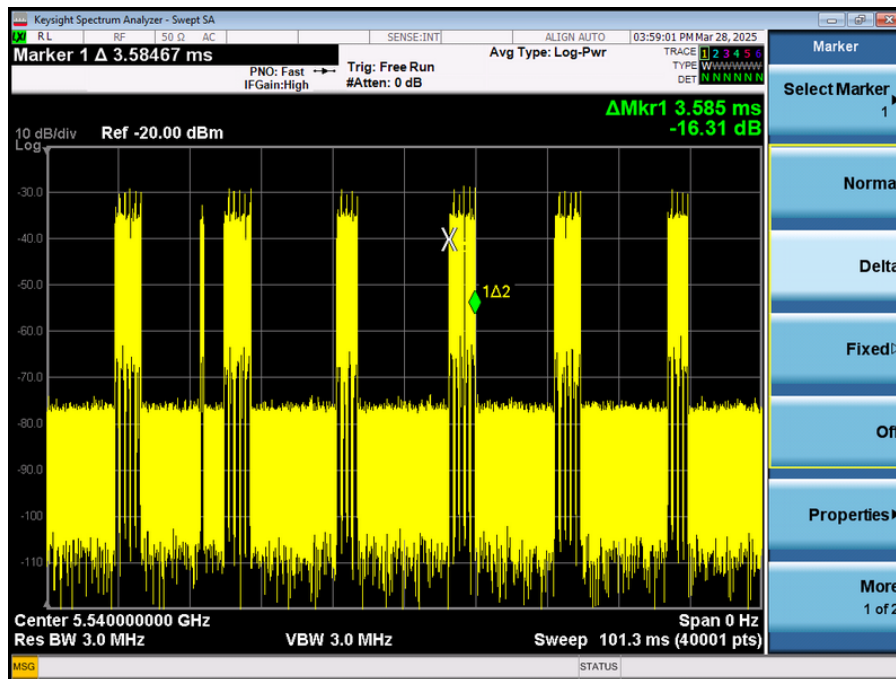 Keysight Spectrum Analyzer - Swept SA
LXI RL RF 50 Ω AC SENSE:INT ALIGN AUTO 03:59:01 PM Mar 28, 2025
Marker 1 Δ 3.58467 ms
PNO: Fast
IFGain:High
Trig: Free Run
#Atten: 0 dB
Avg Type: Log-Pwr
TRACE 1 2 3 4 5 6
TYPE W W W W W W
DET N N N N N N
ΔMkr1 3.585 ms
-16.31 dB
10 dB/div Ref -20.00 dBm
Log
-30.0
-40.0
-50.0
-60.0
-70.0
-80.0
-90.0
-100
-110
X
1Δ2
Center 5.540000000 GHz Span 0 Hz
Res BW 3.0 MHz VBW 3.0 MHz Sweep 101.3 ms (40001 pts)
MSG STATUS
Marker
Select Marker
1
Norma
Delta
Fixed
Of
Properties
More
1 of 2